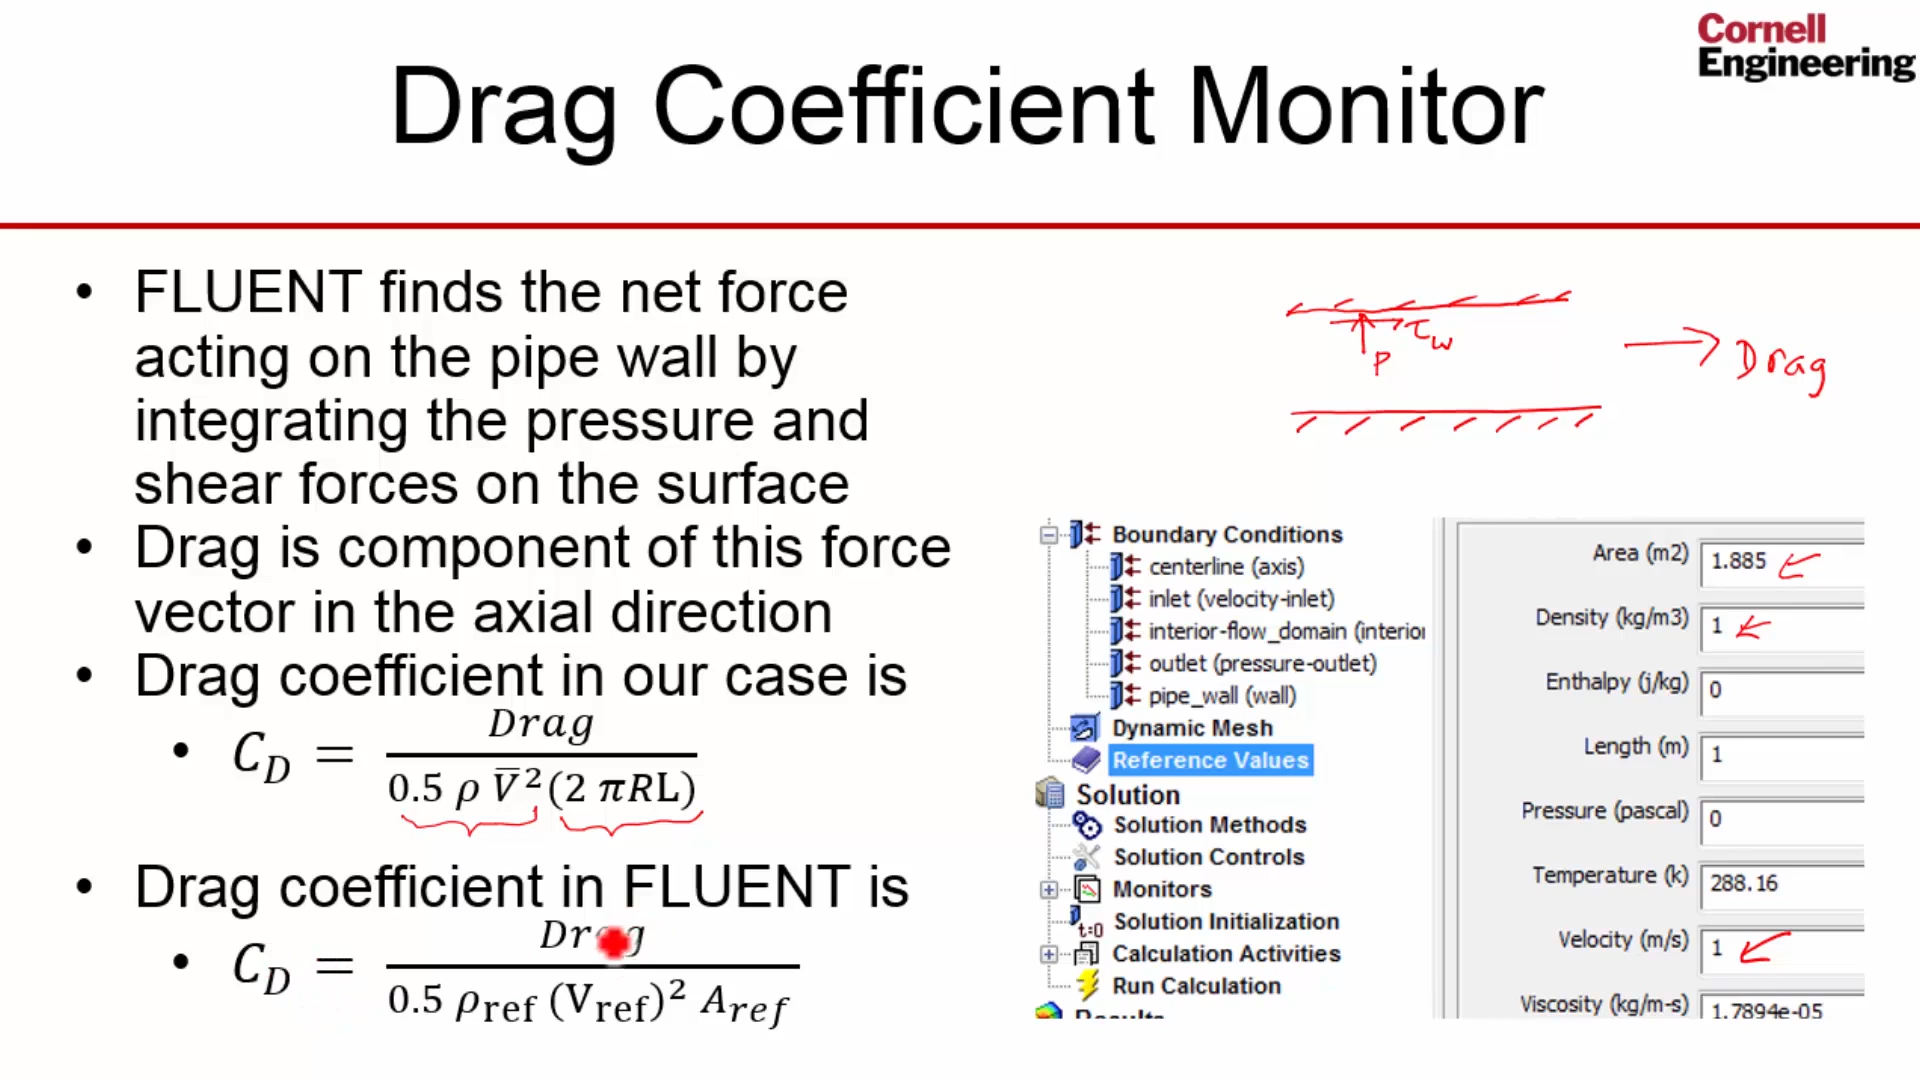 Cornell
Engineering
Drag Coefficient Monitor
• FLUENT finds the net force
acting on the pipe wall by
integrating the pressure and
shear forces on the surface
• Drag is component of this force
vector in the axial direction
• Drag coefficient in our case is
• C_D = Drag / 0.5 ρ V̅² (2 πRL)
• Drag coefficient in FLUENT is
• C_D = Drag / 0.5 ρ_ref (V_ref)² A_ref
τ_w
P
Drag
Boundary Conditions
centerline (axis)
inlet (velocity-inlet)
interior-flow_domain (interior
outlet (pressure-outlet)
pipe_wall (wall)
Dynamic Mesh
Reference Values
Solution
Solution Methods
Solution Controls
Monitors
t=0 Solution Initialization
Calculation Activities
Run Calculation
Results
Area (m2) 1.885
Density (kg/m3) 1
Enthalpy (j/kg) 0
Length (m) 1
Pressure (pascal) 0
Temperature (k) 288.16
Velocity (m/s) 1
Viscosity (kg/m-s) 1.7894e-05